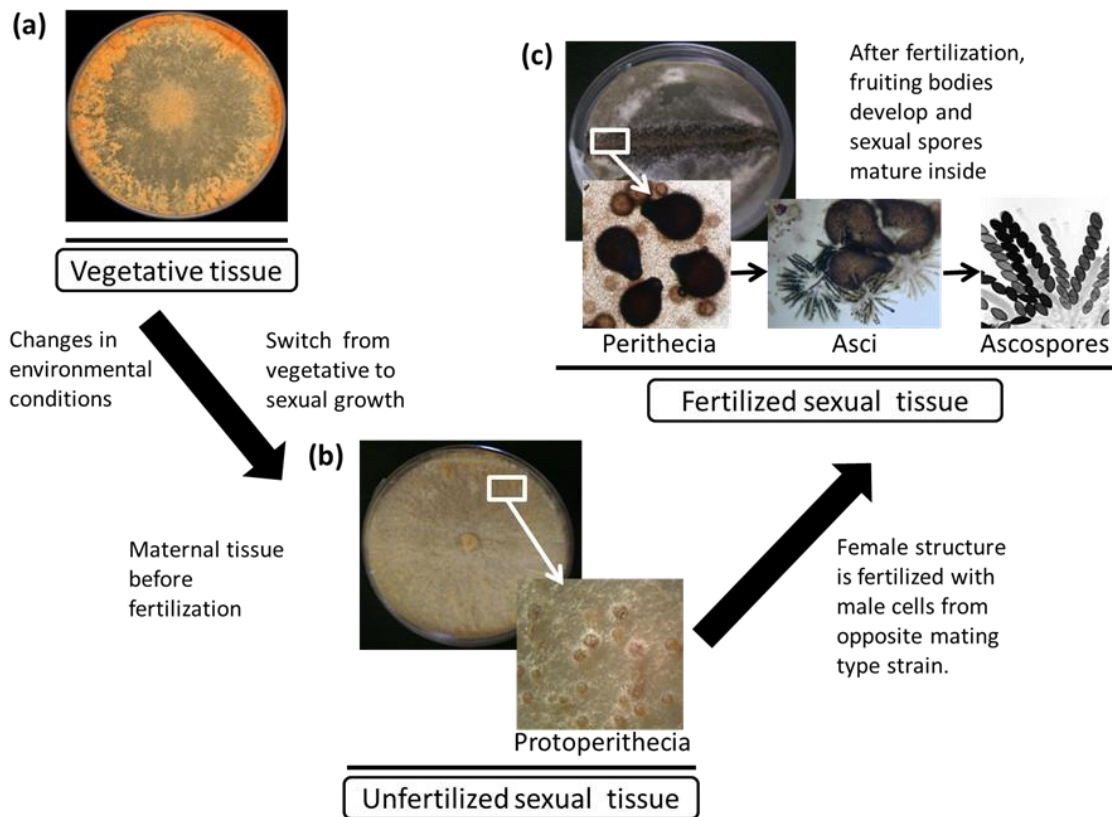 (a)
Vegetative tissue
Changes in
environmental
conditions
Switch from
vegetative to
sexual growth
(b)
Maternal tissue
before
fertilization
Protoperithecia
Unfertilized sexual tissue
Female structure
is fertilized with
male cells from
opposite mating
type strain.
(c)
After fertilization,
fruiting bodies
develop and
sexual spores
mature inside
Perithecia
Asci
Ascospores
Fertilized sexual tissue